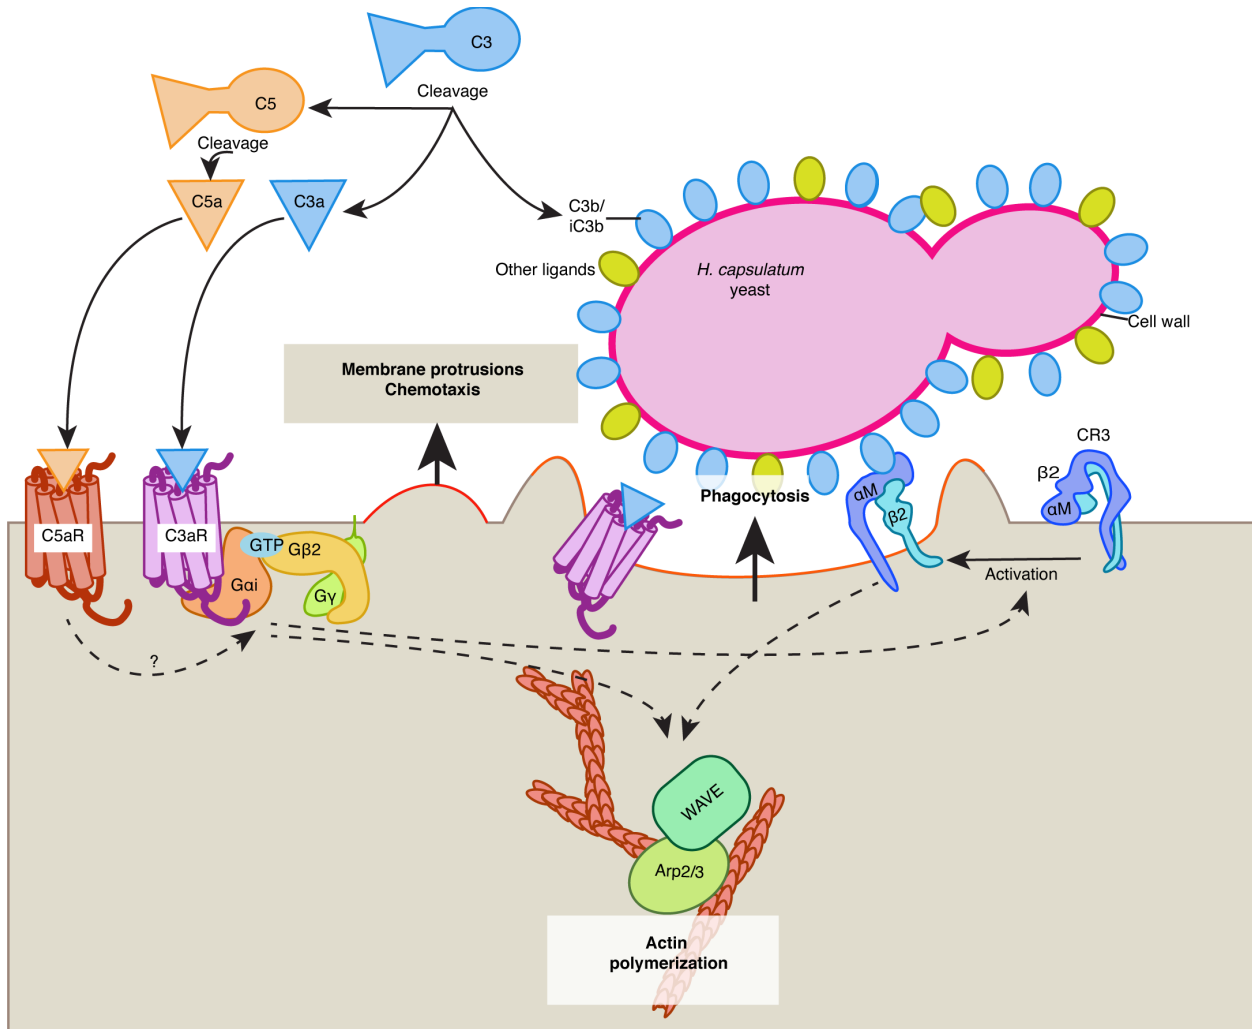 C3
Cleavage
C5
Cleavage
C5a
C3a
C3b/
iC3b
Other ligands
H. capsulatum
yeast
Cell wall
Membrane protrusions
Chemotaxis
CR3
β2
αM
Phagocytosis
αM
β2
C5aR
C3aR
GTP
Gβ2
Gαi
Gγ
Activation
?
WAVE
Arp2/3
Actin
polymerization